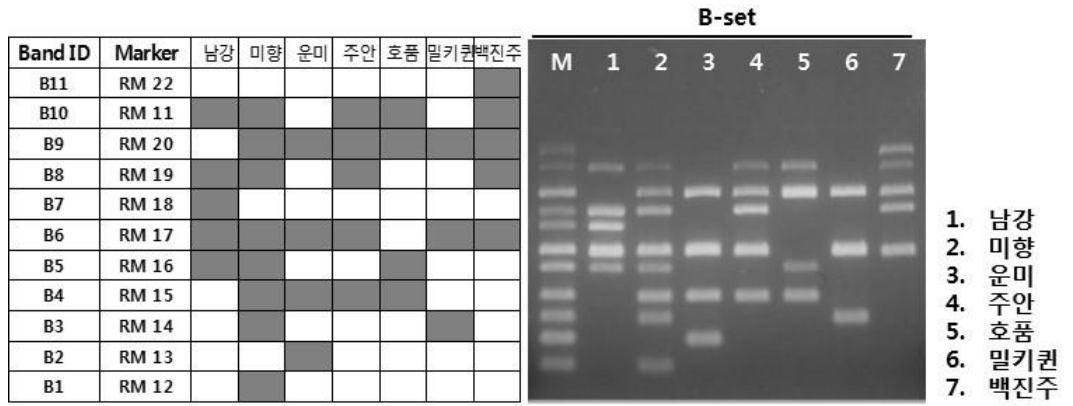 B-set
Band ID Marker 남강 미향 운미 주안 호품 밀키퀸 백진주
B11 RM 22
B10 RM 11
B9 RM 20
B8 RM 19
B7 RM 18
B6 RM 17
B5 RM 16
B4 RM 15
B3 RM 14
B2 RM 13
B1 RM 12
M 1 2 3 4 5 6 7
1. 남강
2. 미향
3. 운미
4. 주안
5. 호품
6. 밀키퀸
7. 백진주